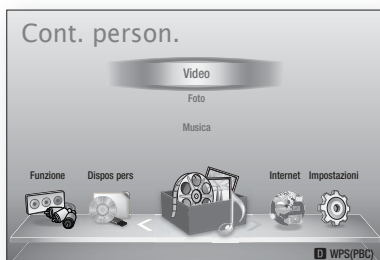 Cont. person.
Video
Foto
Musica
Funzione Dispos pers Internet Impostazioni
D WPS(PBC)